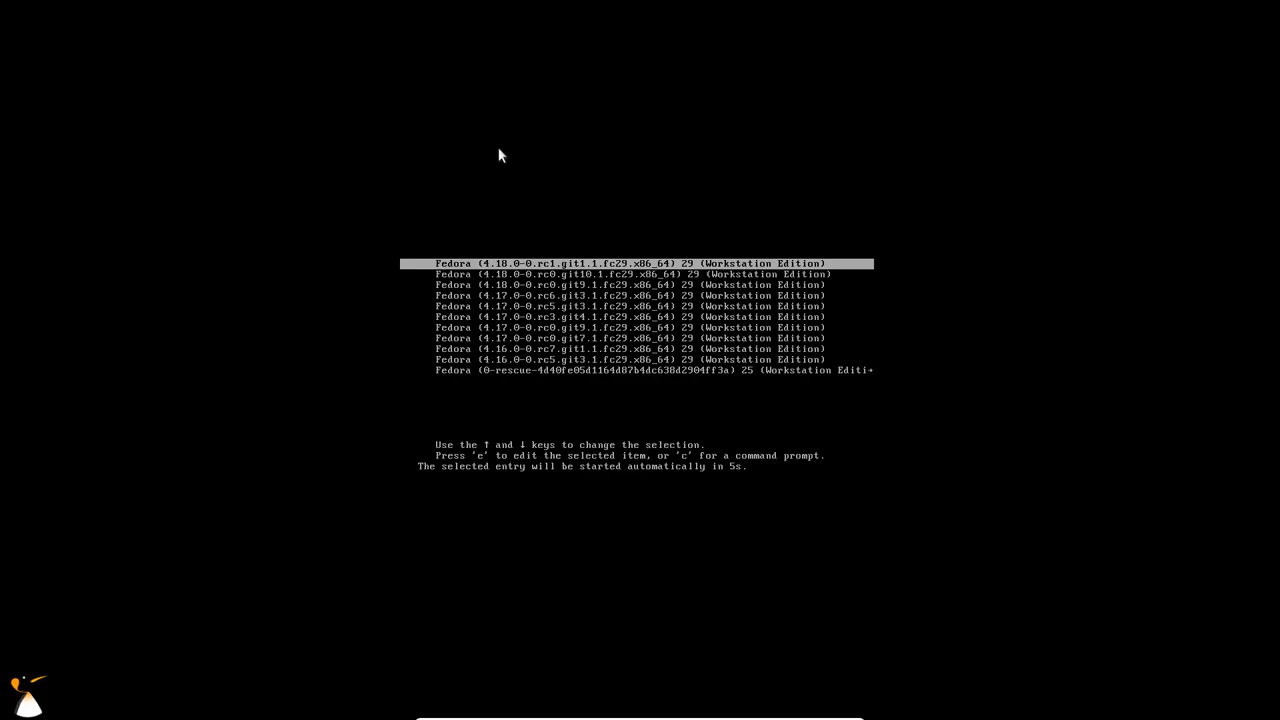 Fedora (4.18.0-0.rc1.git1.1.fc29.x86_64) 29 (Workstation Edition)
Fedora (4.18.0-0.rc0.git10.1.fc29.x86_64) 29 (Workstation Edition)
Fedora (4.18.0-0.rc0.git9.1.fc29.x86_64) 29 (Workstation Edition)
Fedora (4.17.0-0.rc6.git3.1.fc29.x86_64) 29 (Workstation Edition)
Fedora (4.17.0-0.rc5.git3.1.fc29.x86_64) 29 (Workstation Edition)
Fedora (4.17.0-0.rc3.git4.1.fc29.x86_64) 29 (Workstation Edition)
Fedora (4.17.0-0.rc0.git9.1.fc29.x86_64) 29 (Workstation Edition)
Fedora (4.17.0-0.rc0.git7.1.fc29.x86_64) 29 (Workstation Edition)
Fedora (4.16.0-0.rc7.git1.1.fc29.x86_64) 29 (Workstation Edition)
Fedora (4.16.0-0.rc5.git3.1.fc29.x86_64) 29 (Workstation Edition)
Fedora (0-rescue-4d40fe05d1164d87b4dc638d2904ff3a) 25 (Workstation Editi→
Use the ↑ and ↓ keys to change the selection.
Press 'e' to edit the selected item, or 'c' for a command prompt.
The selected entry will be started automatically in 5s.